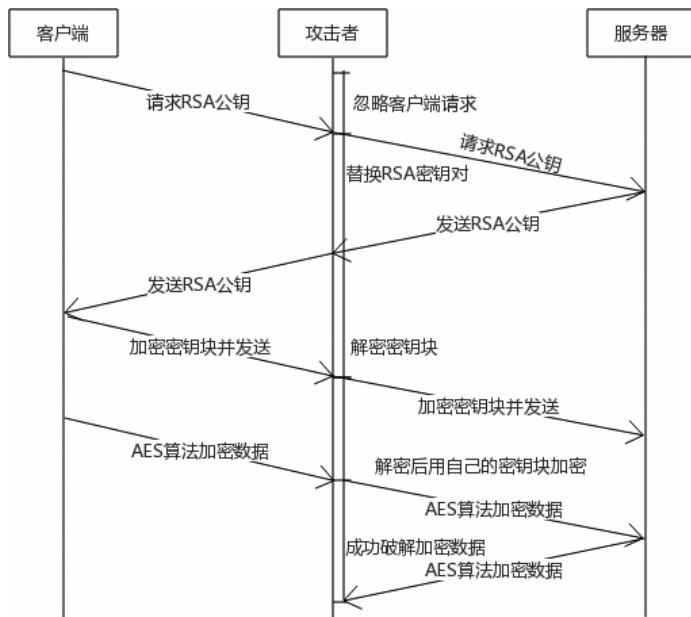 客户端
攻击者
服务器
请求RSA公钥
忽略客户端请求
请求RSA公钥
替换RSA密钥对
发送RSA公钥
发送RSA公钥
加密密钥块并发送
解密密钥块
加密密钥块并发送
AES算法加密数据
解密后用自己的密钥块加密
AES算法加密数据
成功破解加密数据
AES算法加密数据